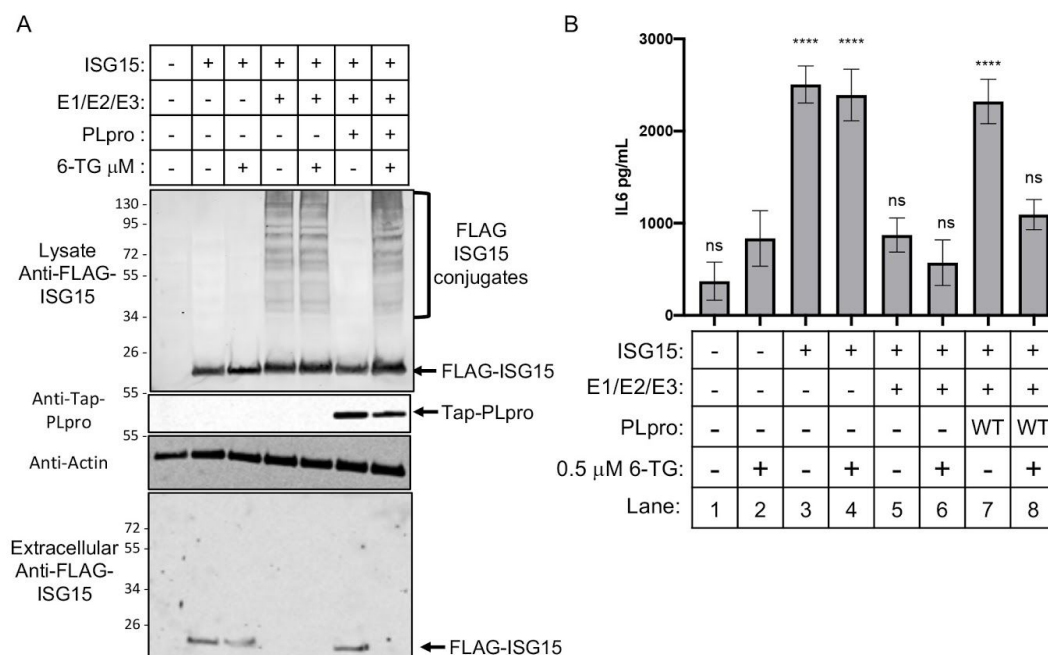 A
ISG15: - + + + + + +
E1/E2/E3: - - - + + + +
PLpro : - - - - - + +
6-TG µM : - - + - + - +
130 -
95 -
72 -
55 -
34 -
26 -
Lysate
Anti-FLAG-
ISG15
FLAG
ISG15
conjugates
FLAG-ISG15
55 -
Anti-Tap-
PLpro
Tap-PLpro
55 -
Anti-Actin
72 -
55 -
34 -
26 -
Extracellular
Anti-FLAG-
ISG15
FLAG-ISG15
B
IL6 pg/mL
3000
2000
1000
0
ns **** **** ns ns **** ns
ISG15: - - + + + + + +
E1/E2/E3: - - - - + + + +
PLpro: - - - - - - WT WT
0.5 µM 6-TG: - + - + - + - +
Lane: 1 2 3 4 5 6 7 8